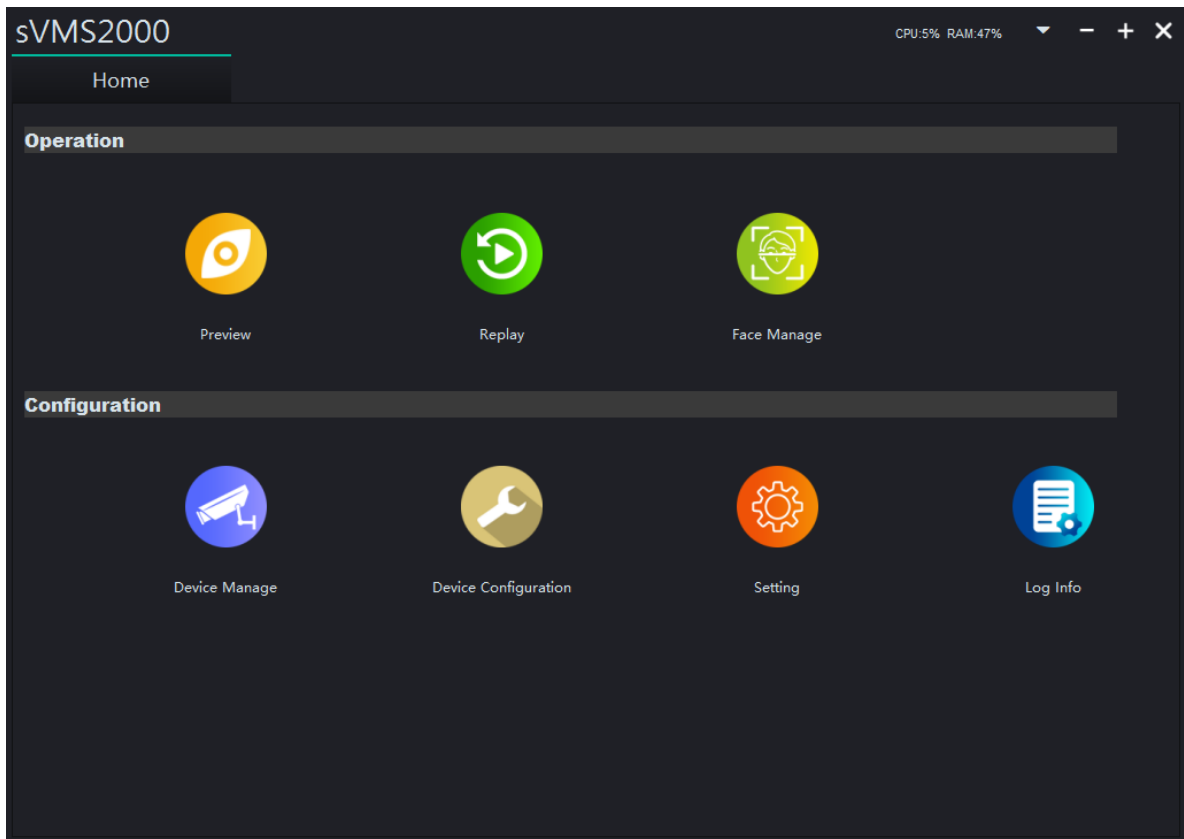 sVMS2000
CPU:5% RAM:47%
Home
Operation
Preview
Replay
Face Manage
Configuration
Device Manage
Device Configuration
Setting
Log Info